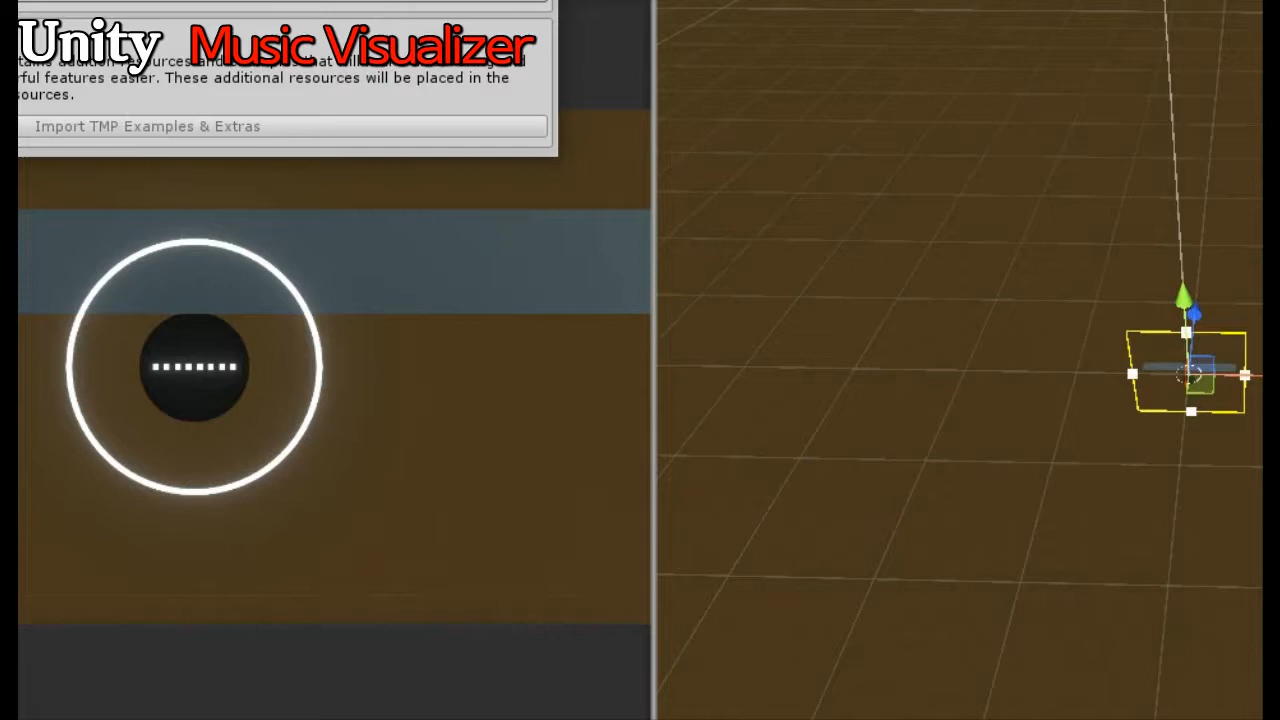 Unity Music Visualizer
rful features easier. These additional resources will be placed in the
sources.
Import TMP Examples & Extras